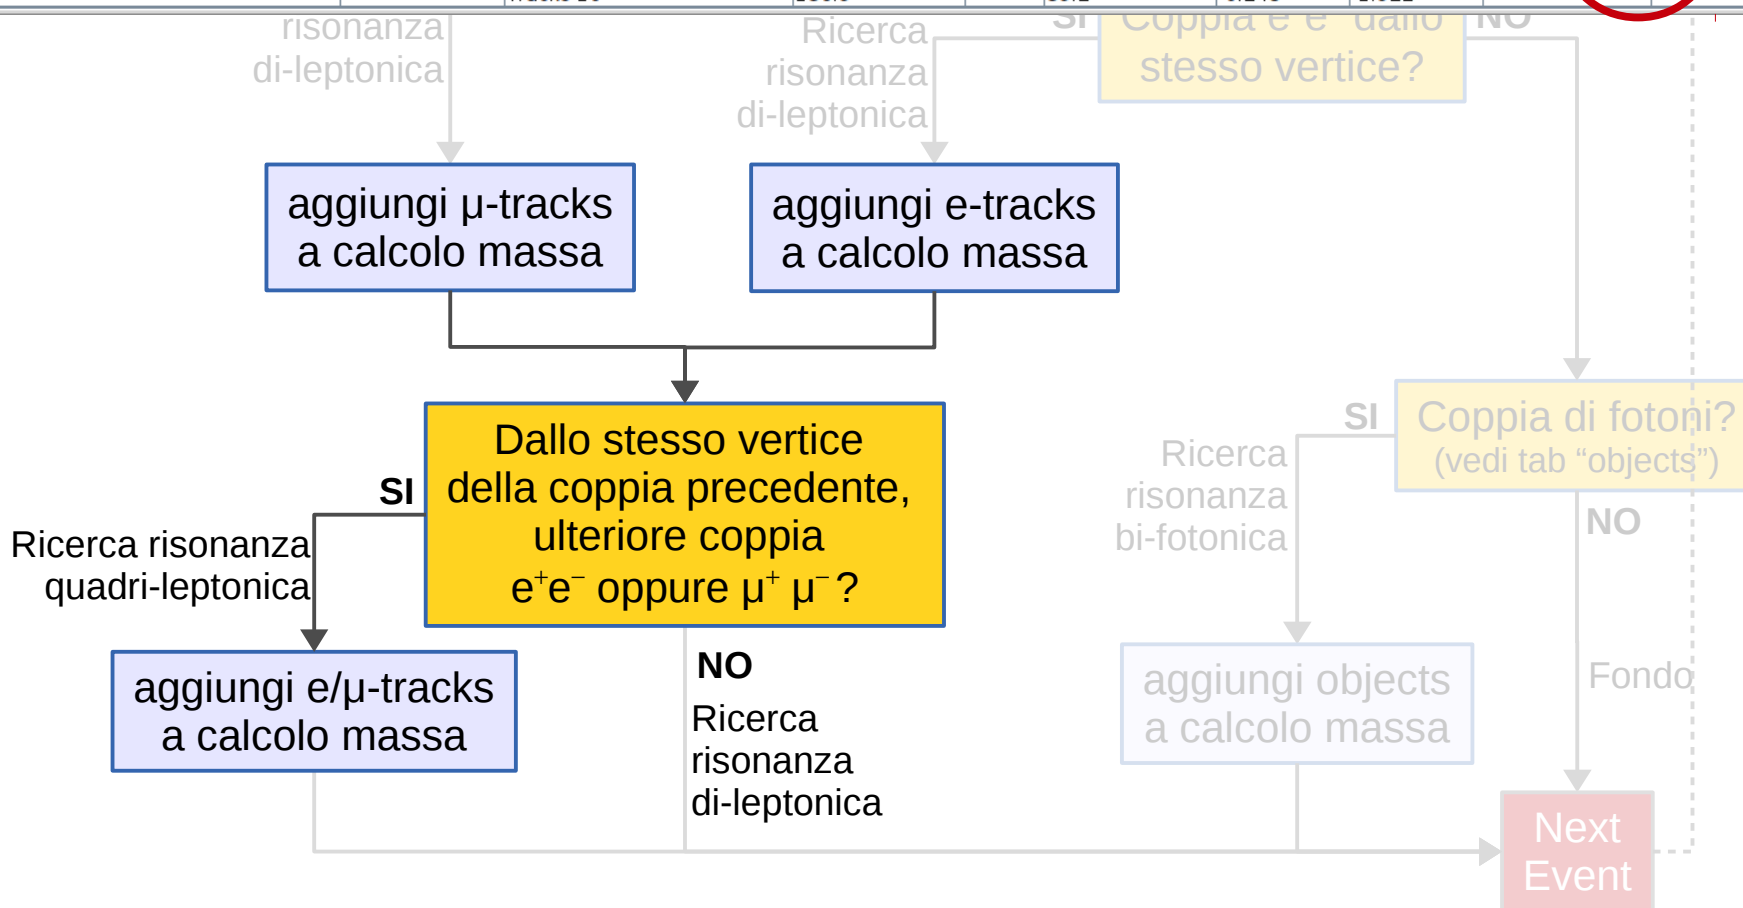 risonanza
di-leptonica
Ricerca
risonanza
di-leptonica
SI
Coppia e e dallo
stesso vertice?
NO
aggiungi μ-tracks
a calcolo massa
aggiungi e-tracks
a calcolo massa
Dallo stesso vertice
della coppia precedente,
ulteriore coppia
e⁺e⁻ oppure μ⁺ μ⁻ ?
SI
Ricerca risonanza
quadri-leptonica
aggiungi e/μ-tracks
a calcolo massa
NO
Ricerca
risonanza
di-leptonica
SI
Coppia di fotoni?
(vedi tab “objects”)
Ricerca
risonanza
bi-fotonica
NO
aggiungi objects
a calcolo massa
Fondo
Next
Event